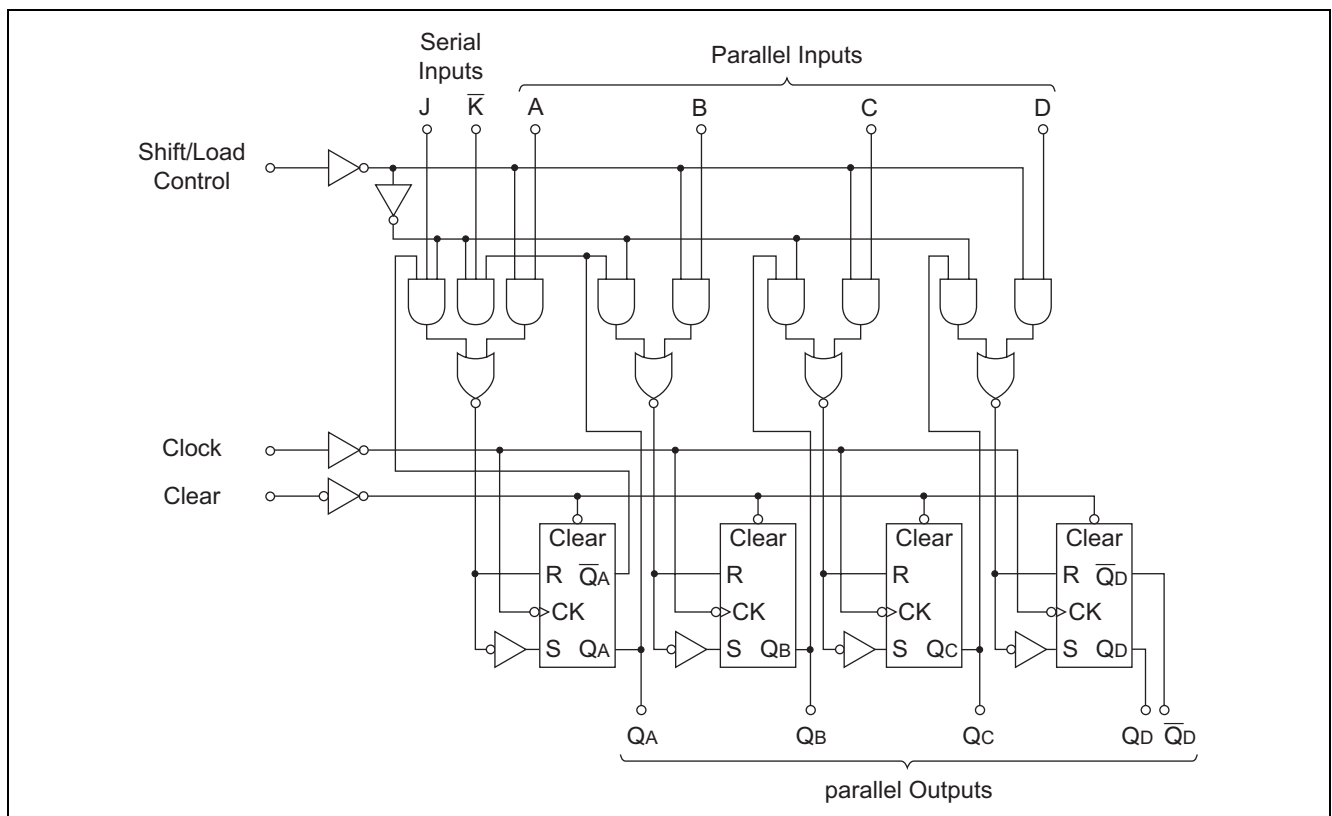 Serial
Inputs
Parallel Inputs
J K̅ A B C D
Shift/Load
Control
Clock
Clear
Clear Clear Clear Clear
R Q̅A R R R Q̅D
CK CK CK CK
S QA S QB S QC S QD
QA QB QC QD Q̅D
parallel Outputs